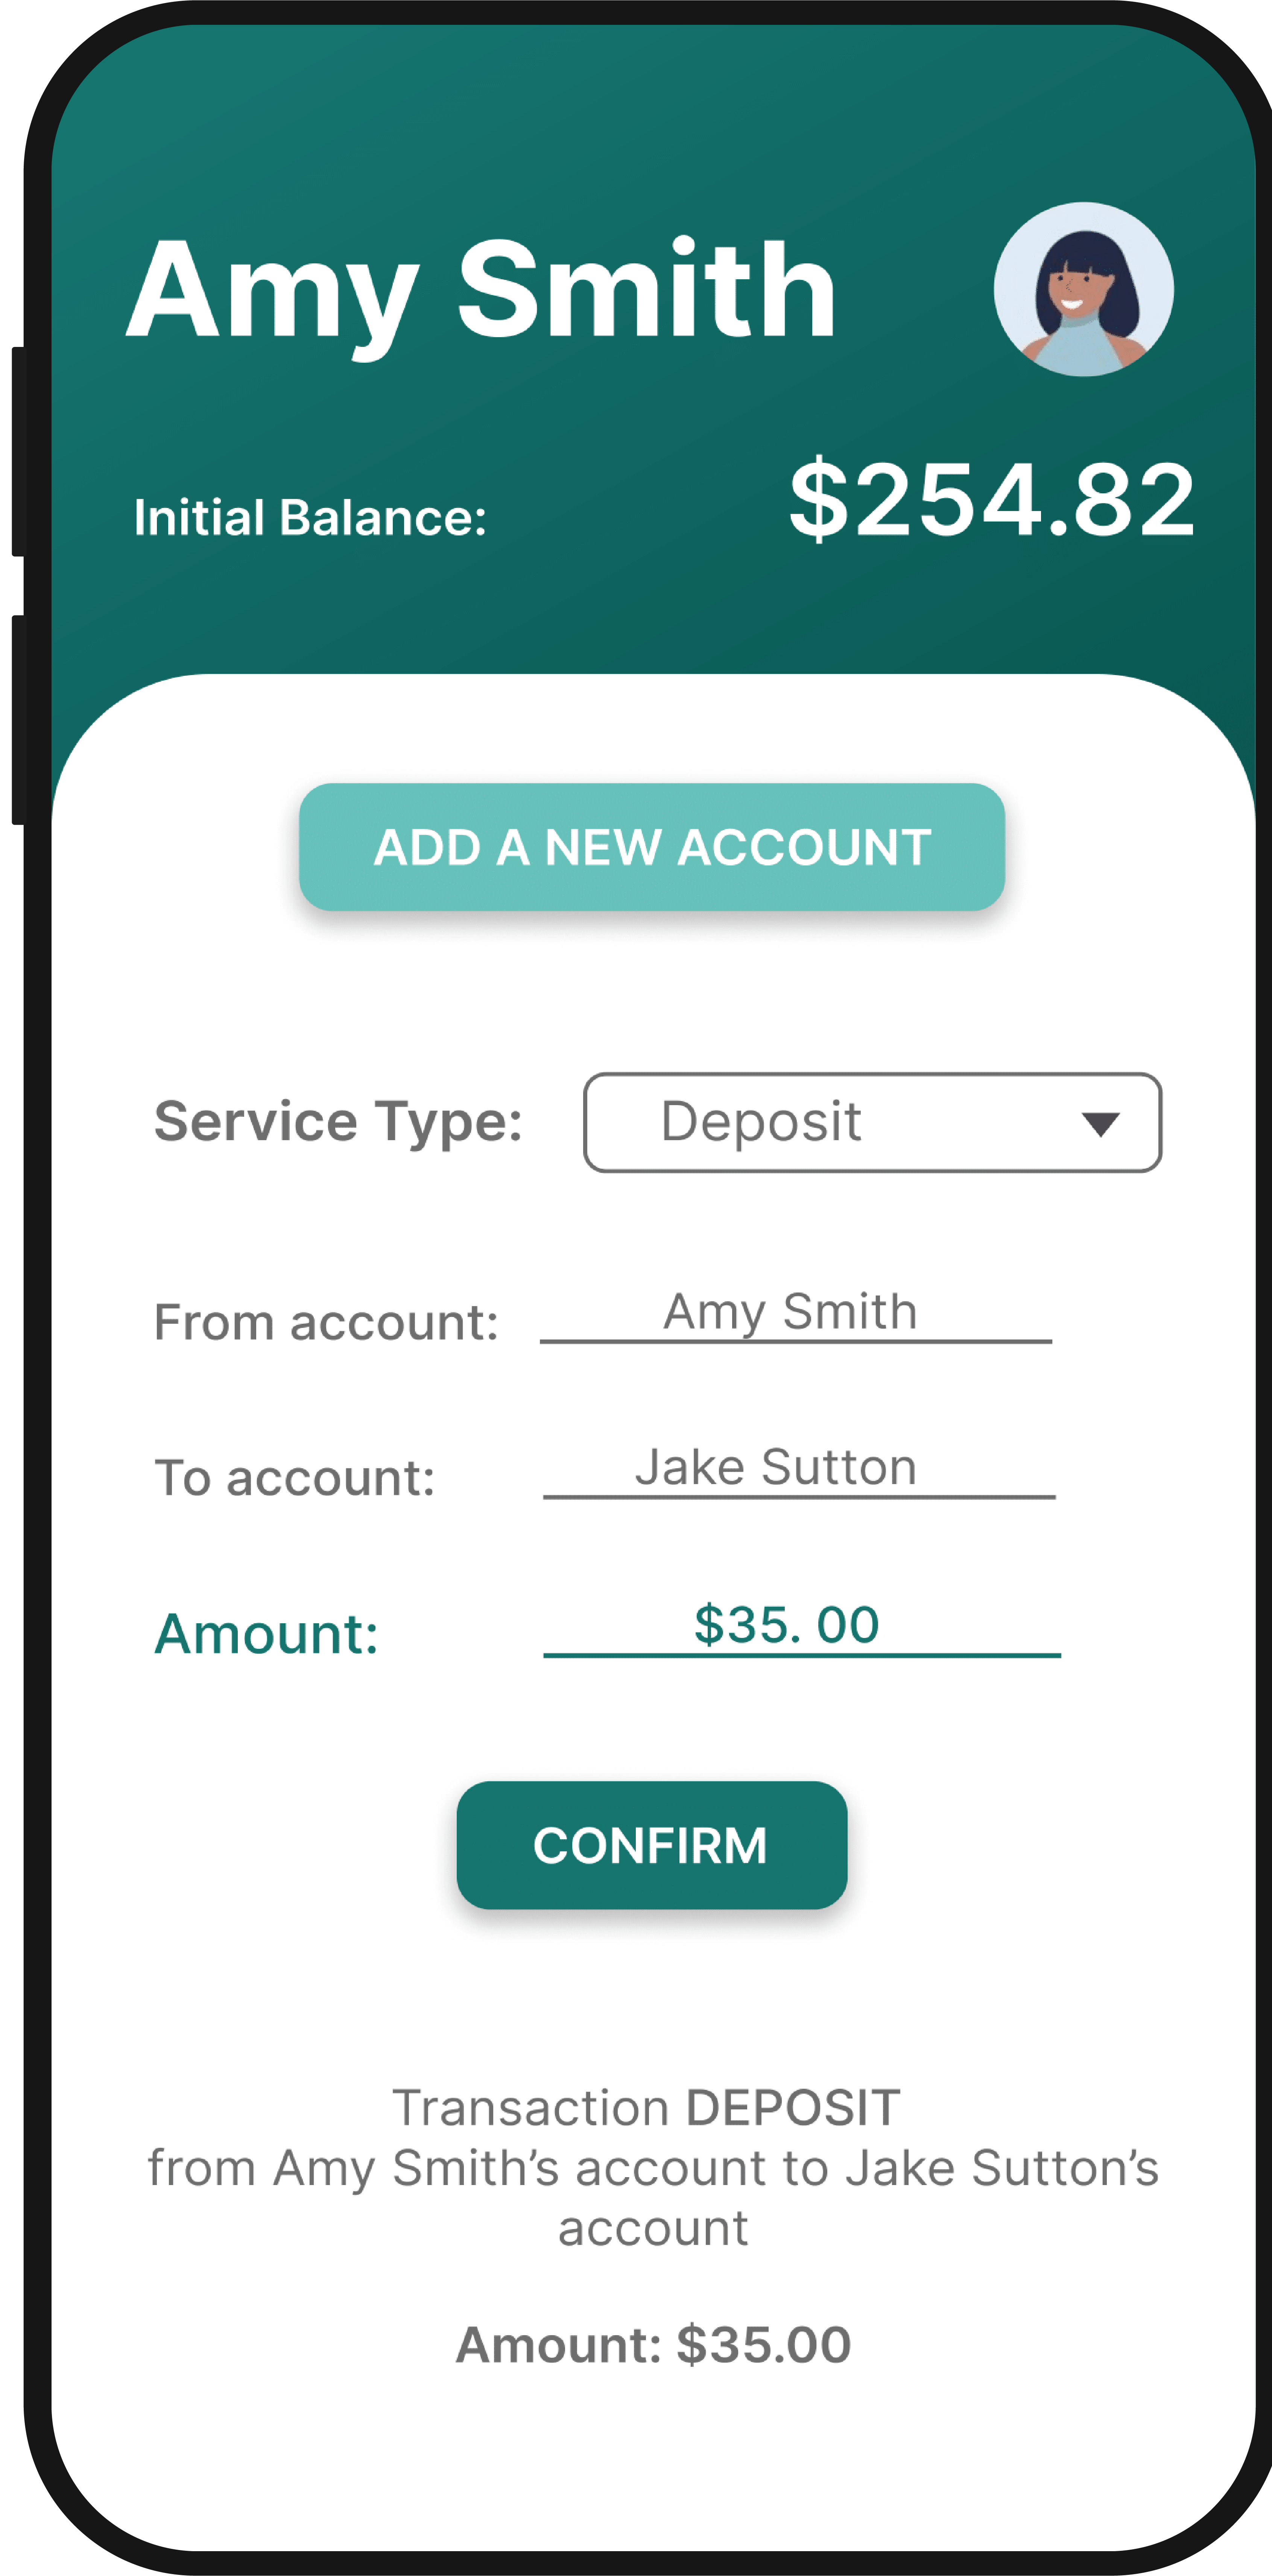 Amy Smith
Initial Balance: $254.82
ADD A NEW ACCOUNT
Service Type: Deposit
From account: Amy Smith
To account: Jake Sutton
Amount: $35. 00
CONFIRM
Transaction DEPOSIT
from Amy Smith’s account to Jake Sutton’s
account
Amount: $35.00